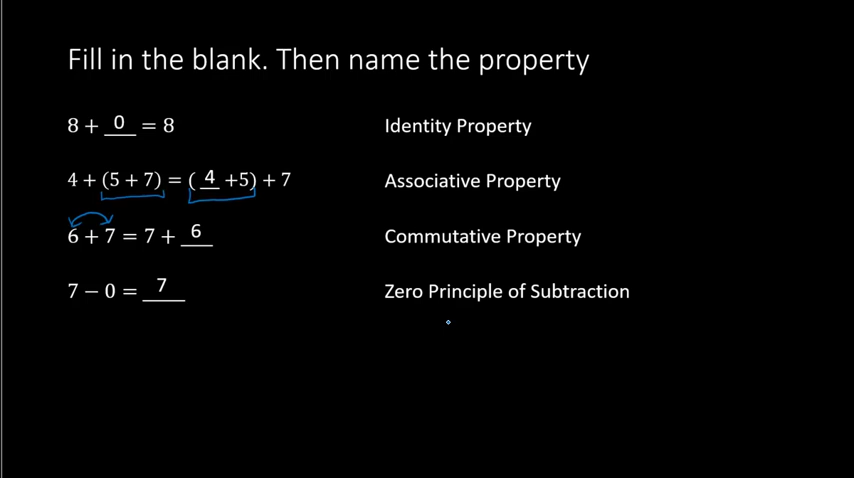 Fill in the blank. Then name the property
8 + 0 = 8 Identity Property
4 + (5 + 7) = ( 4 +5) + 7 Associative Property
6 + 7 = 7 + 6 Commutative Property
7 − 0 = 7 Zero Principle of Subtraction